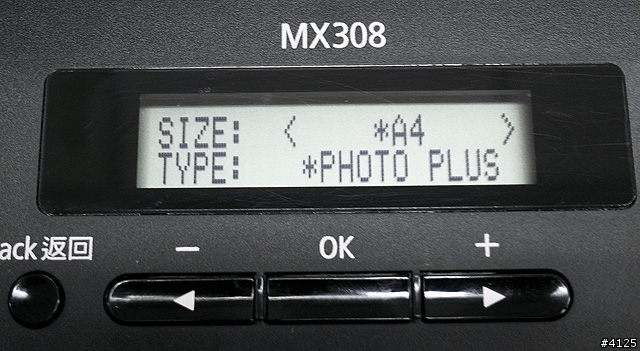 MX308
SIZE: < *A4 >
TYPE: *PHOTO PLUS
ack 返回 − OK +
#4125